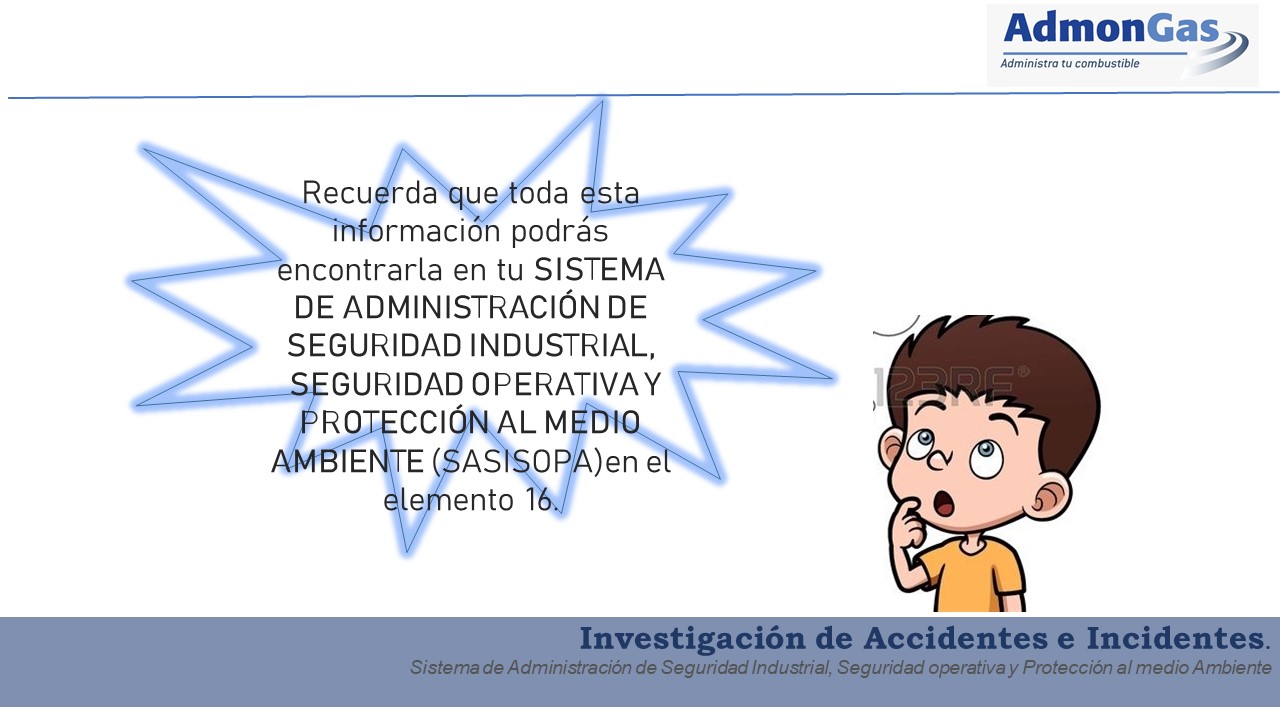 AdmonGas
Administra tu combustible
Recuerda que toda esta
información podrás
encontrarla en tu SISTEMA
DE ADMINISTRACIÓN DE
SEGURIDAD INDUSTRIAL,
SEGURIDAD OPERATIVA Y
PROTECCIÓN AL MEDIO
AMBIENTE (SASISOPA)en el
elemento 16.
123RF®
Investigación de Accidentes e Incidentes.
Sistema de Administración de Seguridad Industrial, Seguridad operativa y Protección al medio Ambiente